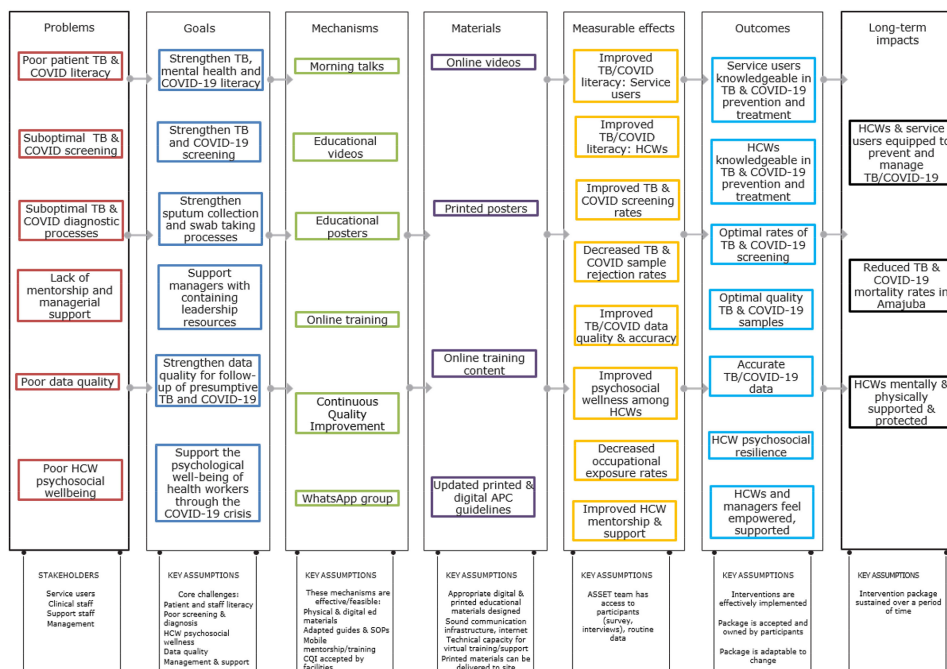 Problems
Poor patient TB &
COVID literacy
Suboptimal TB &
COVID screening
Suboptimal TB &
COVID diagnostic
processes
Lack of
mentorship and
managerial
support
Poor data quality
Poor HCW
psychosocial
wellbeing
STAKEHOLDERS
Service users
Clinical staff
Support staff
Management
Goals
Strengthen TB,
mental health and
COVID-19 literacy
Strengthen TB
and COVID-19
screening
Strengthen
sputum collection
and swab taking
processes
Support
managers with
containing
leadership
resources
Strengthen data
quality for follow-
up of presumptive
TB and COVID-19
Support the
psychological
well-being of
health workers
through the
COVID-19 crisis
KEY ASSUMPTIONS
Core challenges:
Patient and staff literacy
Poor screening &
diagnosis
HCW psychosocial
wellness
Data quality
Management & support
Mechanisms
Morning talks
Educational
videos
Educational
posters
Online training
Continuous
Quality
Improvement
WhatsApp group
KEY ASSUMPTIONS
These mechanisms are
effective/feasible:
Physical & digital ed
materials
Adapted guides & SOPs
Mobile
mentorship/training
CQI accepted by
facilities
Materials
Online videos
Printed posters
Online training
content
Updated printed &
digital APC
guidelines
KEY ASSUMPTIONS
Appropriate digital &
printed educational
materials designed
Sound communication
infrastructure, internet
Technical capacity for
virtual training/support
Printed materials can be
delivered to site
Measurable effects
Improved
TB/COVID
literacy: Service
users
Improved
TB/COVID
literacy: HCWs
Improved TB &
COVID screening
rates
Decreased TB &
COVID sample
rejection rates
Improved
TB/COVID data
quality & accuracy
Improved
psychosocial
wellness among
HCWs
Decreased
occupational
exposure rates
Improved HCW
mentorship &
support
KEY ASSUMPTIONS
ASSET team has
access to
participants
(survey,
interviews), routine
data
Outcomes
Service users
knowledgeable in
TB & COVID-19
prevention and
treatment
HCWs
knowledgeable in
TB & COVID-19
prevention and
treatment
Optimal rates of
TB & COVID-19
screening
Optimal quality
TB & COVID-19
samples
Accurate
TB/COVID-19
data
HCW psychosocial
resilience
HCWs and
managers feel
empowered,
supported
KEY ASSUMPTIONS
Interventions are
effectively implemented
Package is accepted and
owned by participants
Package is adaptable to
change
Long-term
impacts
HCWs & service
users equipped to
prevent and
manage
TB/COVID-19
Reduced TB &
COVID-19
mortality rates in
Amajuba
HCWs mentally &
physically
supported &
protected
KEY ASSUMPTION
Intervention package
sustained over a period
of time